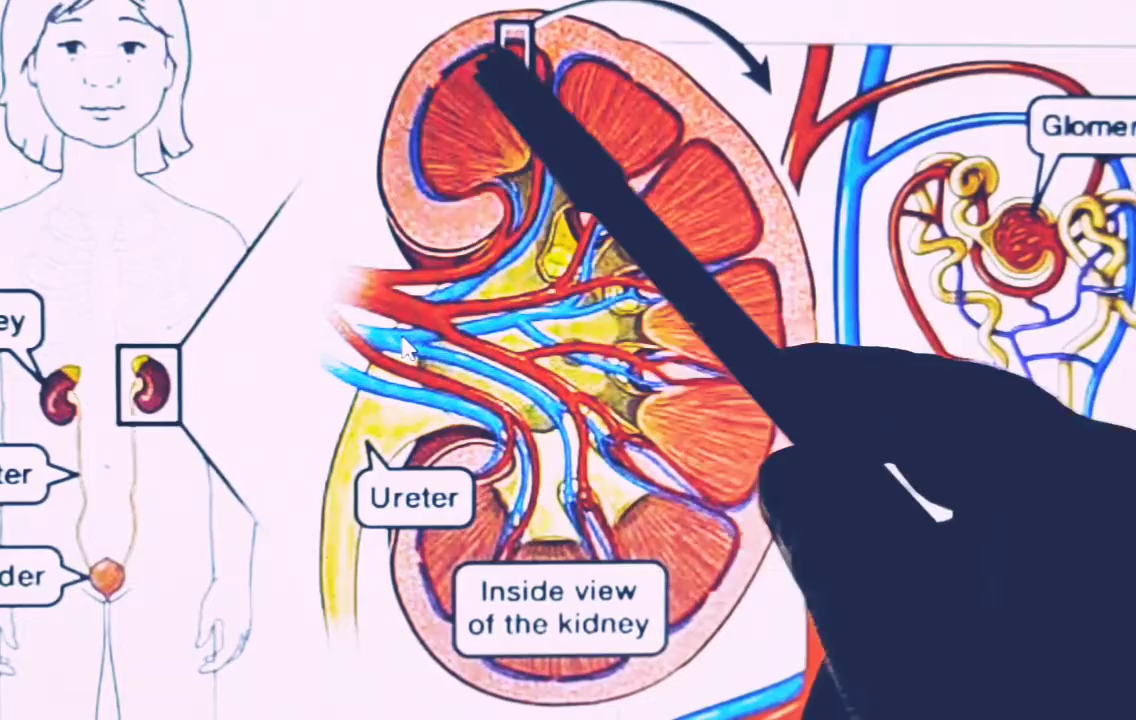 ey
ter
der
Ureter
Inside view
of the kidney
Glomer